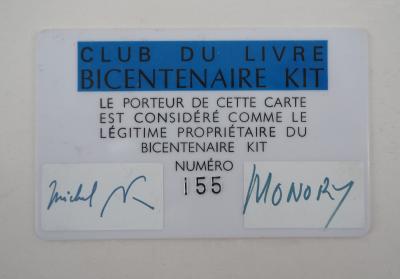 CLUB DU LIVRE
BICENTENAIRE KIT
LE PORTEUR DE CETTE CARTE
EST CONSIDÉRÉ COMME LE
LÉGITIME PROPRIÉTAIRE DU
BICENTENAIRE KIT
NUMÉRO
155
Michel
MONORY